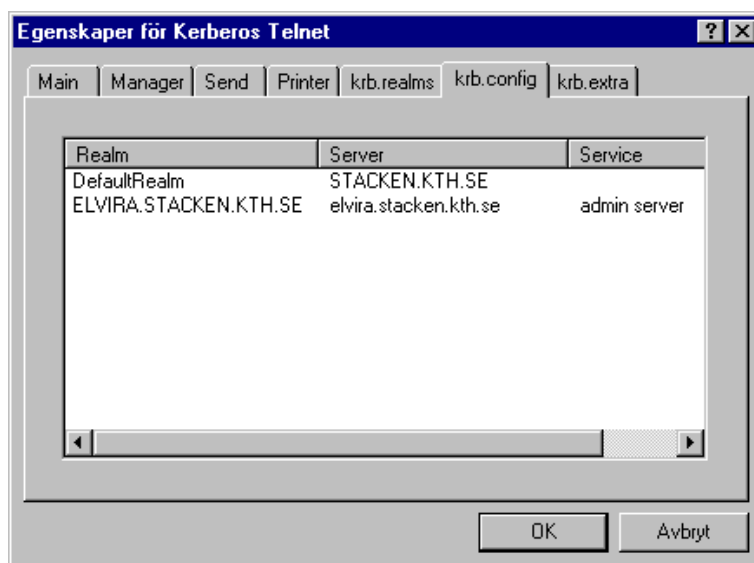 Egenskaper för Kerberos Telnet
Main Manager Send Printer krb.realms krb.config krb.extra
Realm Server Service
DefaultRealm STACKEN.KTH.SE
ELVIRA.STACKEN.KTH.SE elvira.stacken.kth.se admin server
OK Avbryt